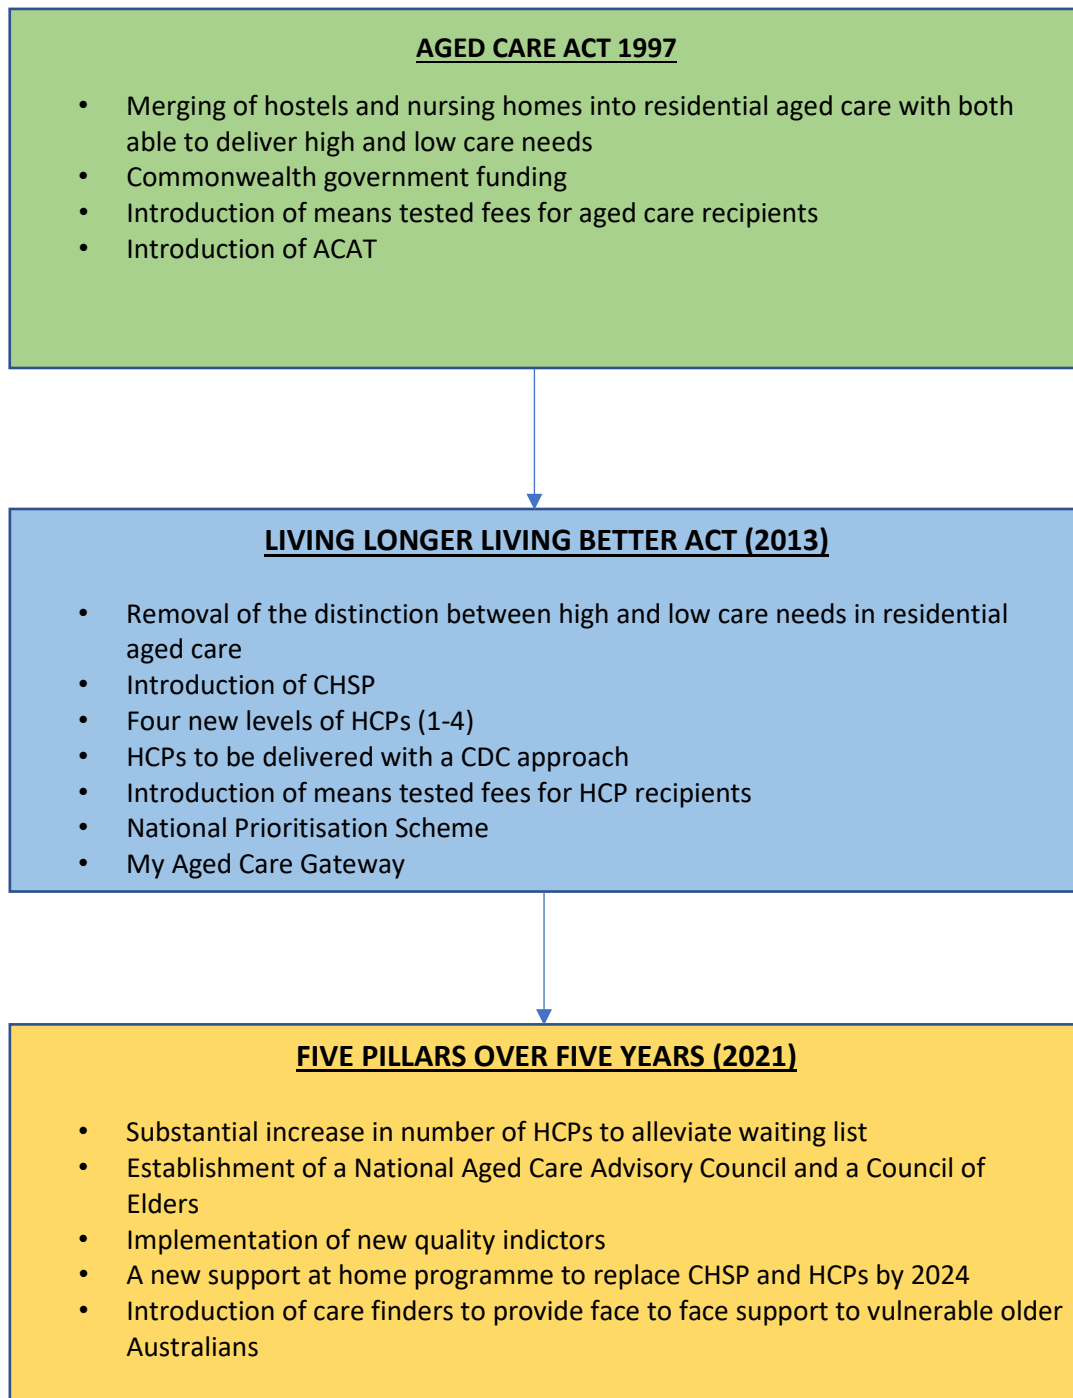 AGED CARE ACT 1997
• Merging of hostels and nursing homes into residential aged care with both
able to deliver high and low care needs
• Commonwealth government funding
• Introduction of means tested fees for aged care recipients
• Introduction of ACAT
LIVING LONGER LIVING BETTER ACT (2013)
• Removal of the distinction between high and low care needs in residential
aged care
• Introduction of CHSP
• Four new levels of HCPs (1-4)
• HCPs to be delivered with a CDC approach
• Introduction of means tested fees for HCP recipients
• National Prioritisation Scheme
• My Aged Care Gateway
FIVE PILLARS OVER FIVE YEARS (2021)
• Substantial increase in number of HCPs to alleviate waiting list
• Establishment of a National Aged Care Advisory Council and a Council of
Elders
• Implementation of new quality indictors
• A new support at home programme to replace CHSP and HCPs by 2024
• Introduction of care finders to provide face to face support to vulnerable older
Australians